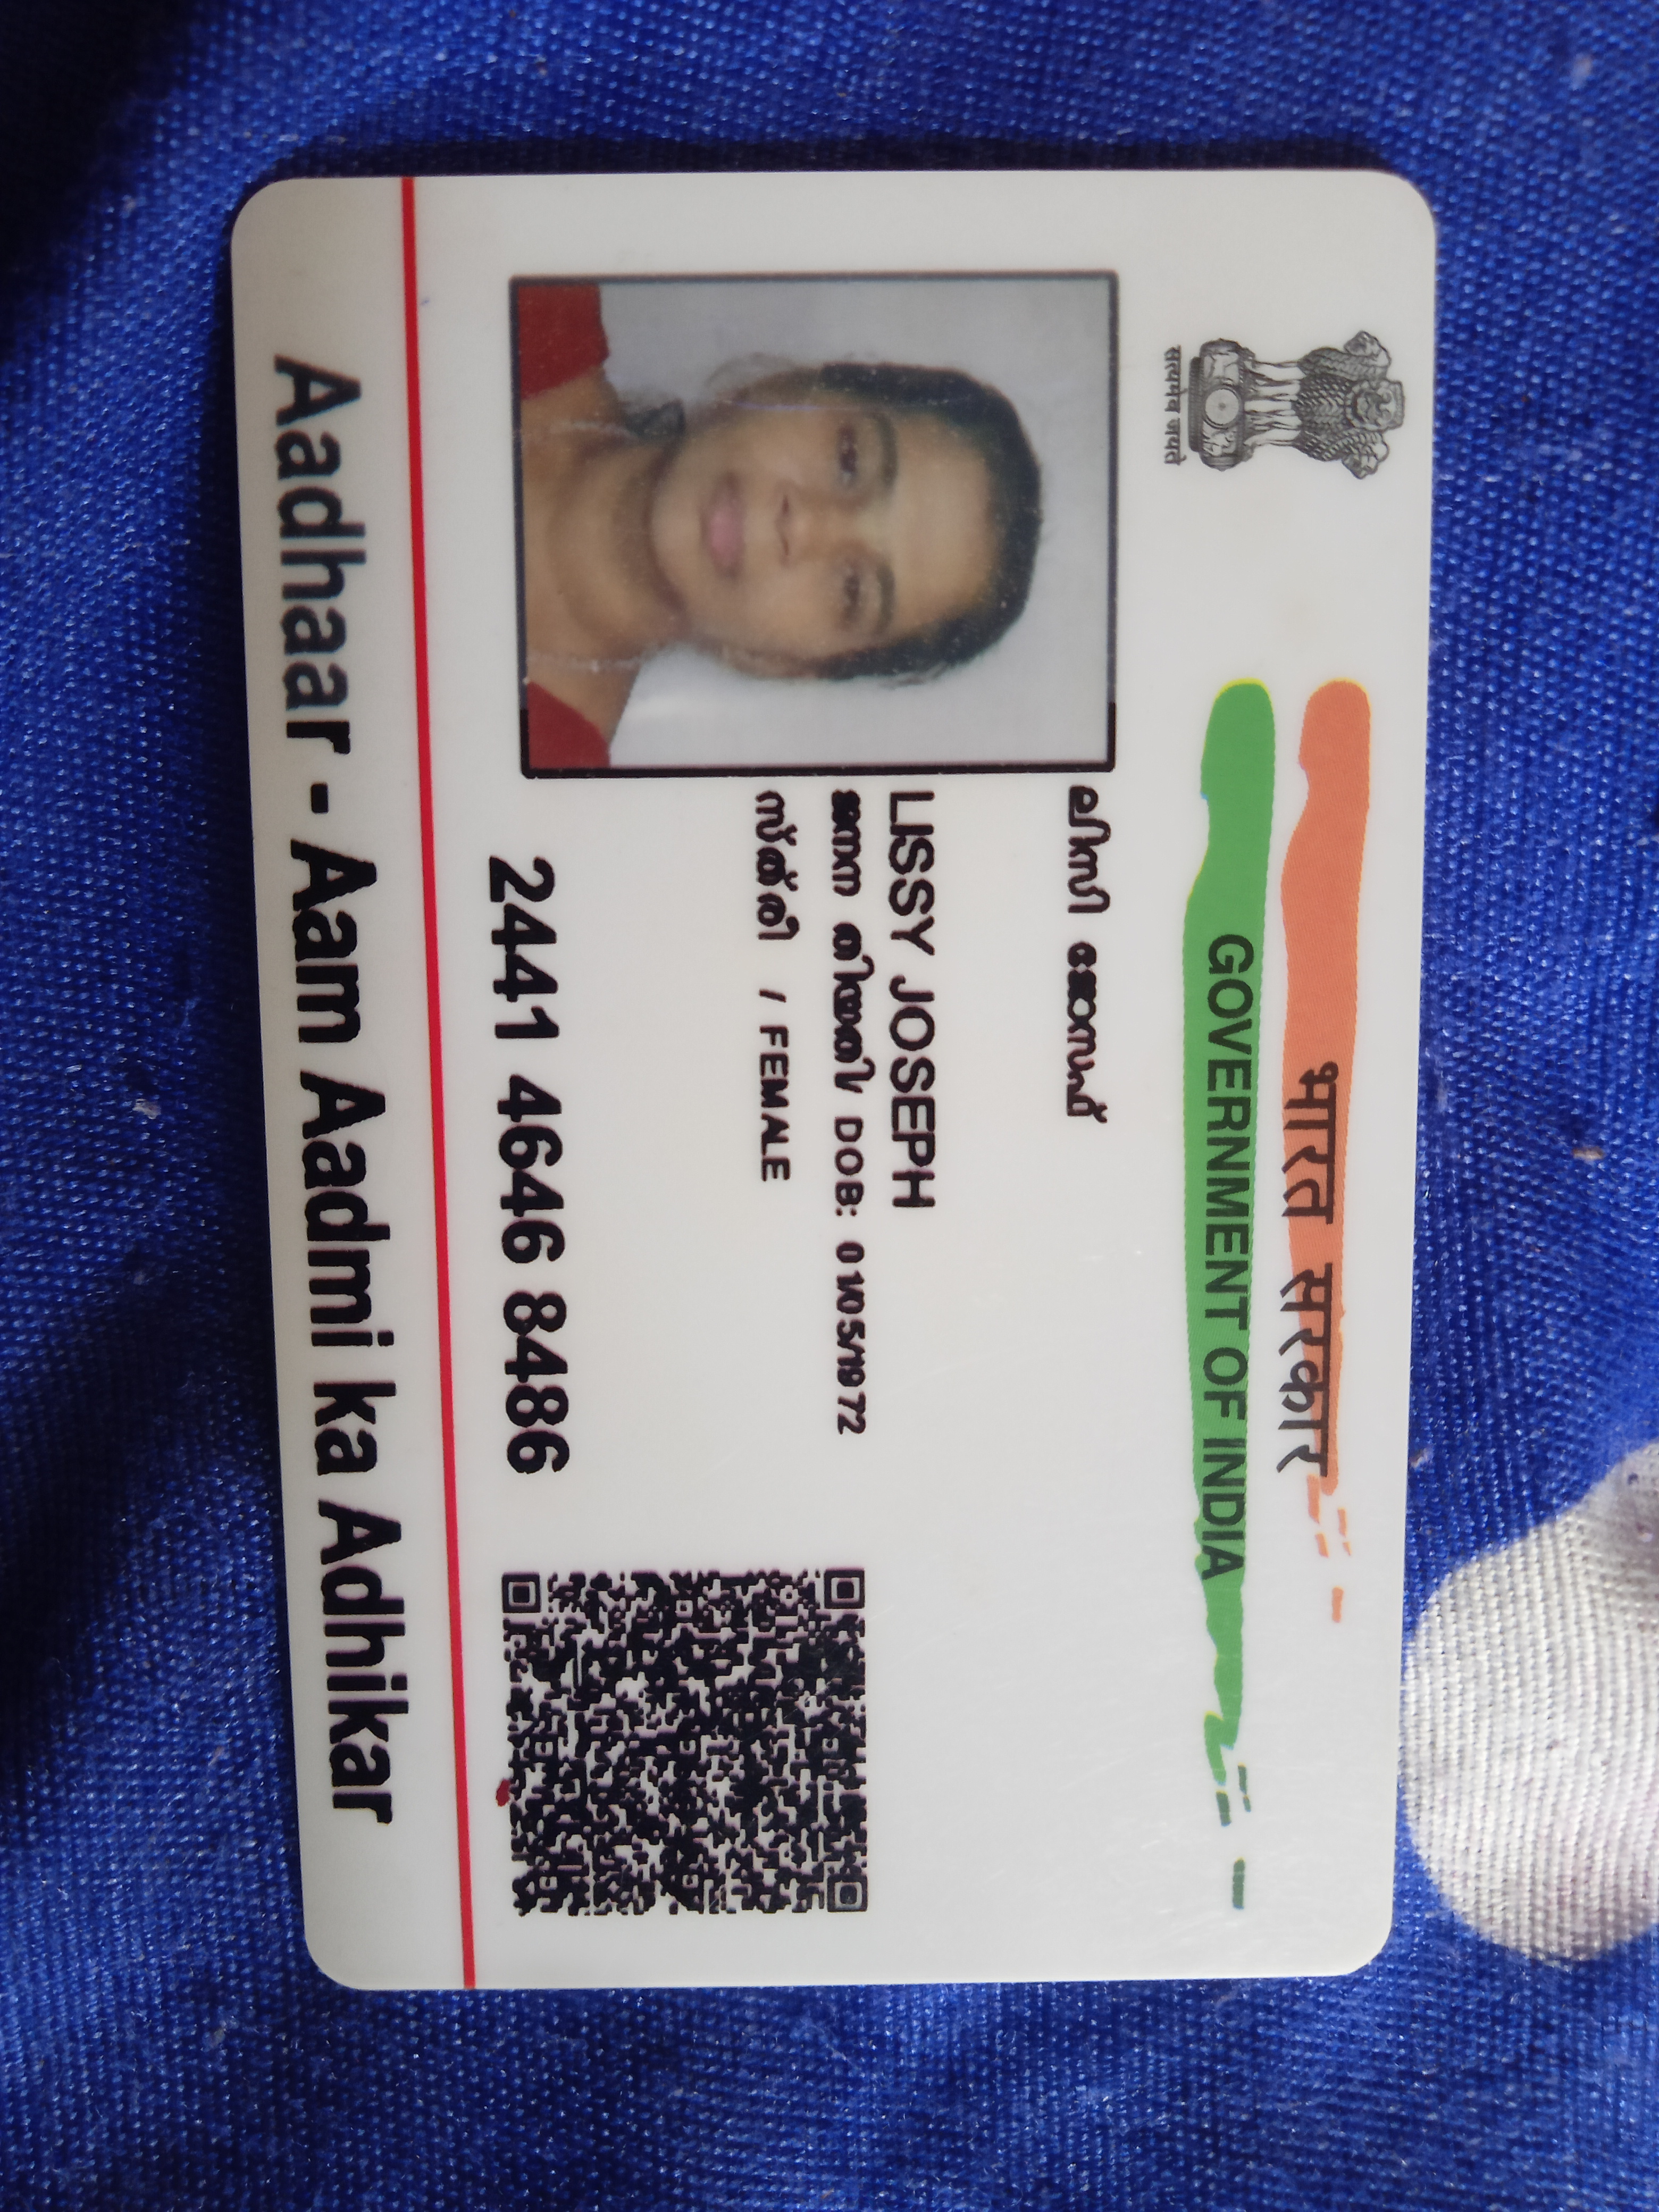 भारत सरकार
GOVERNMENT OF INDIA
सत्यमेव जयते
ലിസി ജോസഫ്
LISSY JOSEPH
ജനന തിയതി/ DOB: 01/05/1972
സ്ത്രീ / FEMALE
2441 4646 8486
Aadhaar - Aam Aadmi ka Adhikar